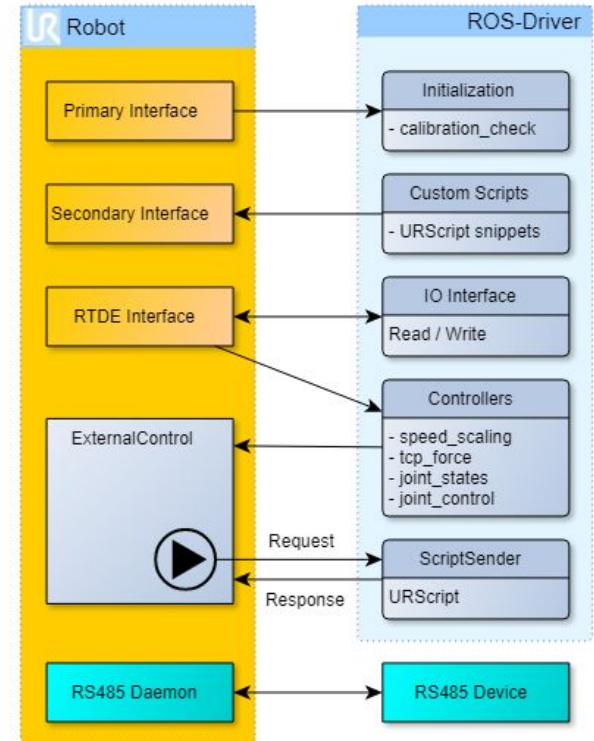 UR Robot
ROS-Driver
Primary Interface
Initialization
- calibration_check
Secondary Interface
Custom Scripts
- URScript snippets
RTDE Interface
IO Interface
Read / Write
Controllers
- speed_scaling
- tcp_force
- joint_states
- joint_control
ExternalControl
Request
Response
ScriptSender
URScript
RS485 Daemon
RS485 Device